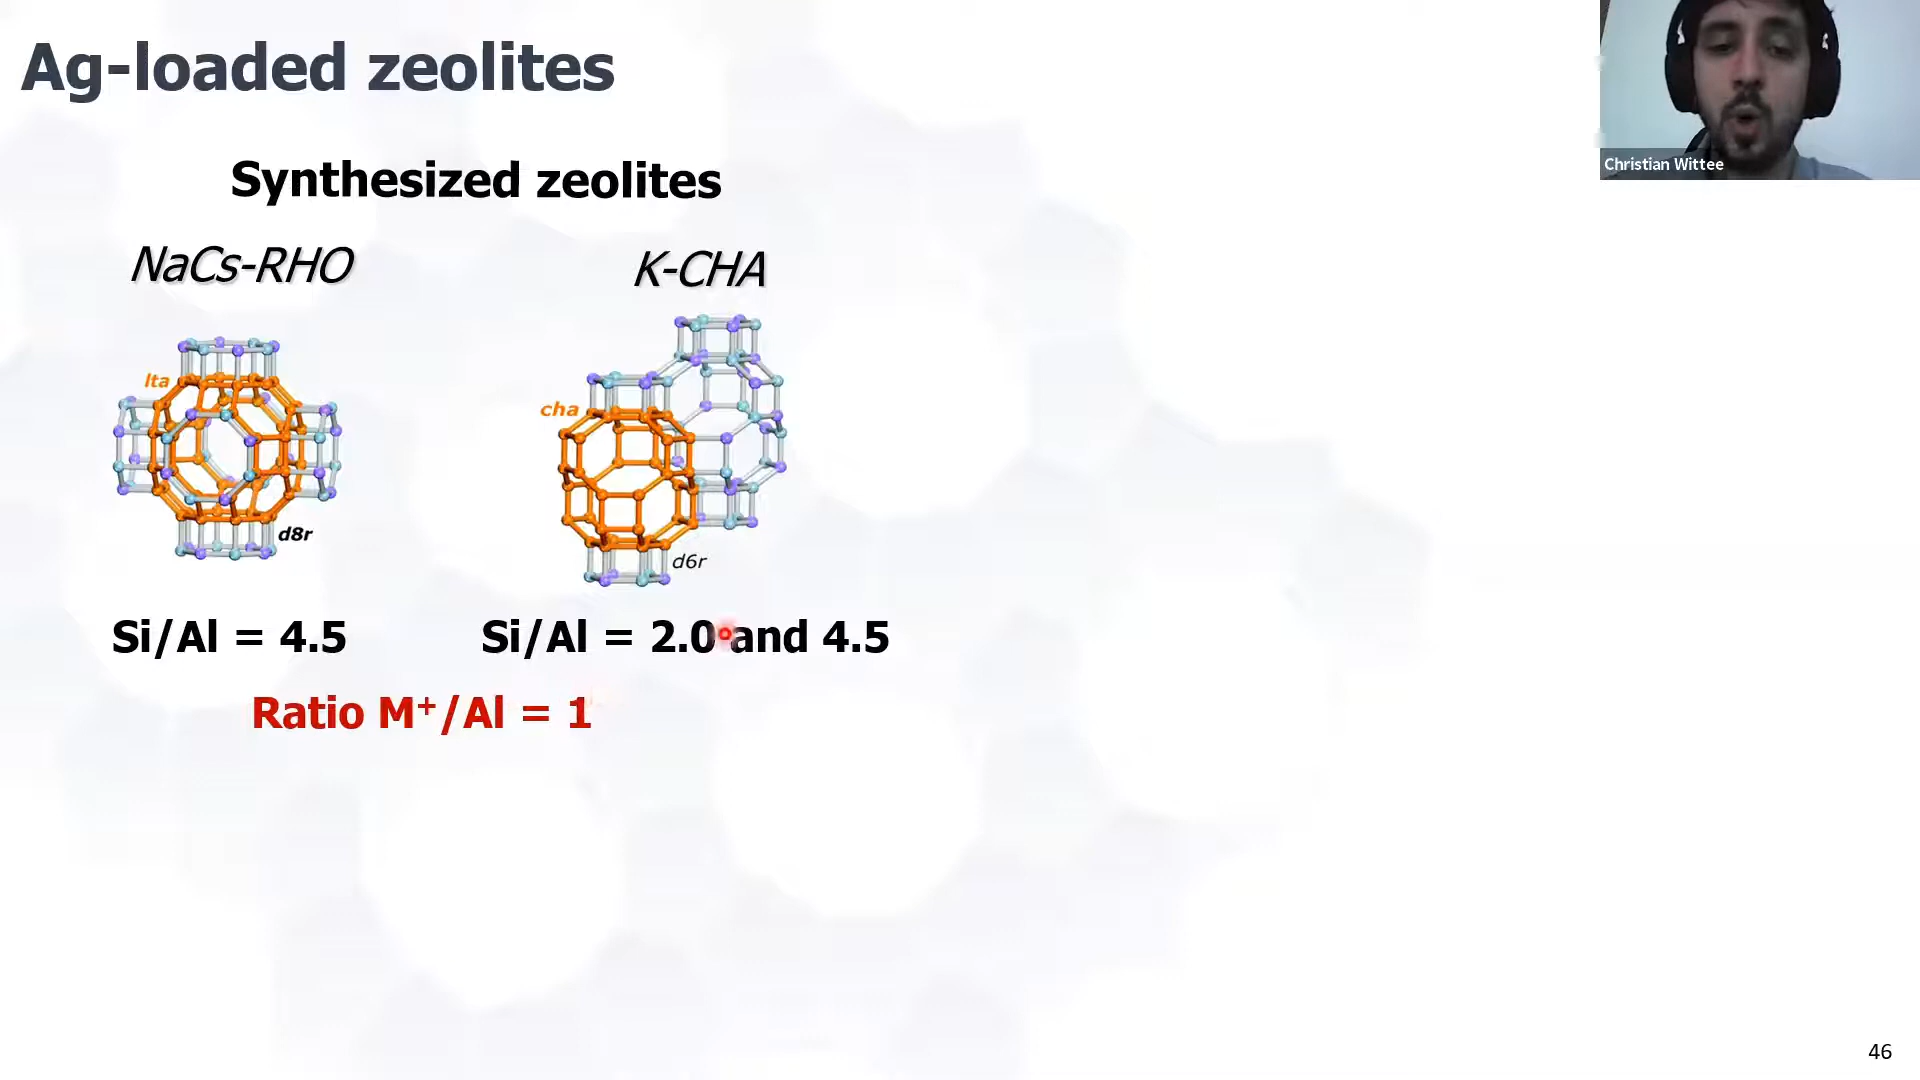 Ag-loaded zeolites
Christian Wittee
Synthesized zeolites
NaCs-RHO
K-CHA
lta
d8r
cha
d6r
Si/Al = 4.5
Si/Al = 2.0 and 4.5
Ratio M⁺/Al = 1
46